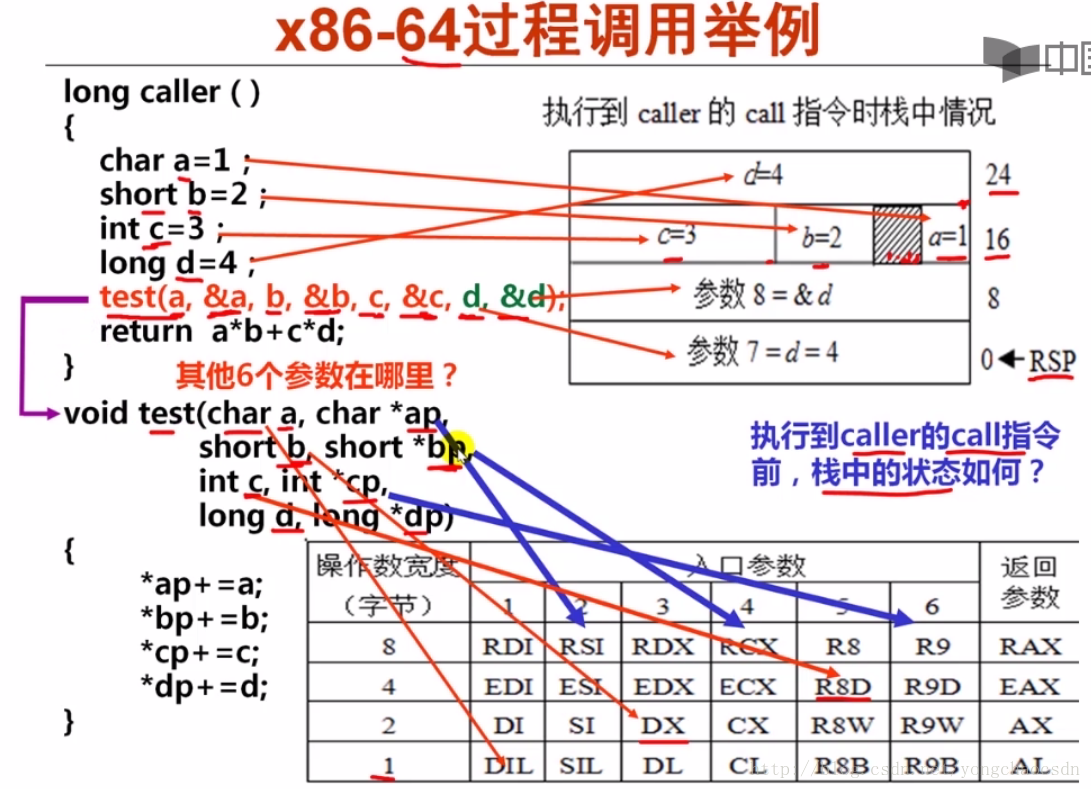 x86-64过程调用举例
中国
long caller ( )
{
char a=1 ;
short b=2 ;
int c=3 ;
long d=4 ;
test(a, &a, b, &b, c, &c, d, &d);
return a*b+c*d;
}
执行到 caller 的 call 指令时栈中情况
d=4 24
c=3 b=2 a=1 16
参数 8 = &d 8
参数 7 = d = 4 0 RSP
其他6个参数在哪里？
void test(char a, char *ap,
short b, short *bp,
int c, int *cp,
long d, long *dp)
{
*ap+=a;
*bp+=b;
*cp+=c;
*dp+=d;
}
执行到caller的call指令
前，栈中的状态如何？
操作数宽度（字节） 入口参数 返回参数
1 2 3 4 5 6
8 RDI RSI RDX RCX R8 R9 RAX
4 EDI ESI EDX ECX R8D R9D EAX
2 DI SI DX CX R8W R9W AX
1 DIL SIL DL CL R8B R9B AL